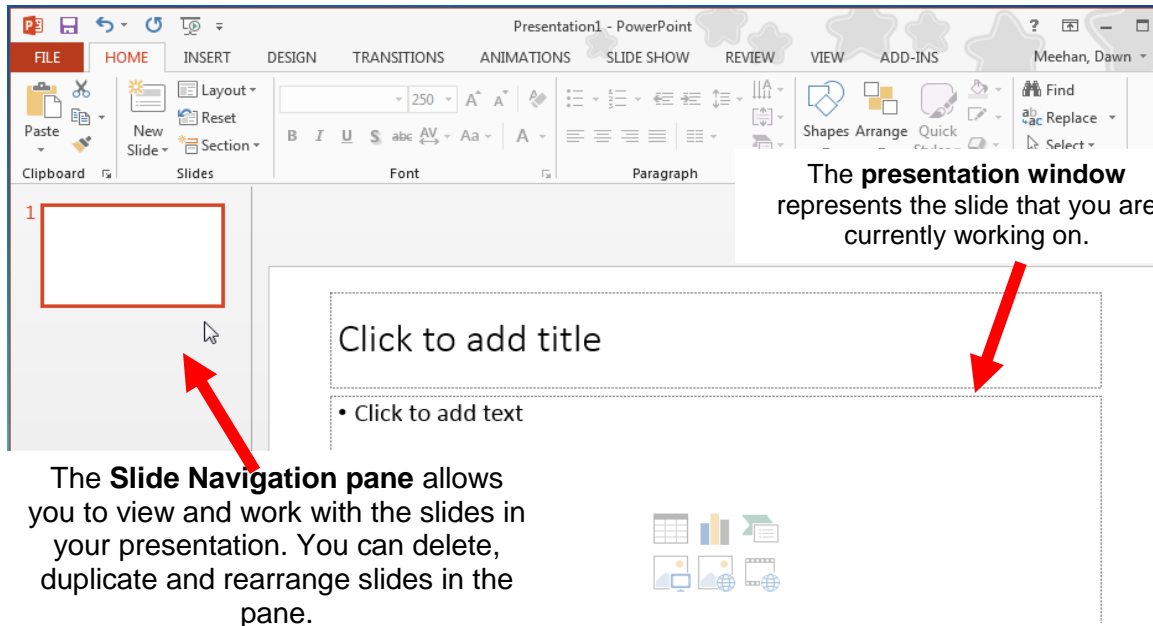 Presentation1 - PowerPoint
?
FILE HOME INSERT DESIGN TRANSITIONS ANIMATIONS SLIDE SHOW REVIEW VIEW ADD-INS Meehan, Dawn
Paste
New Slide
Layout
Reset
Section
250
A A
B I U S abc AV Aa A
Shapes Arrange Quick
Find
Replace
Select
Clipboard Slides Font Paragraph
The presentation window
represents the slide that you are
currently working on.
1
Click to add title
• Click to add text
The Slide Navigation pane allows
you to view and work with the slides in
your presentation. You can delete,
duplicate and rearrange slides in the
pane.